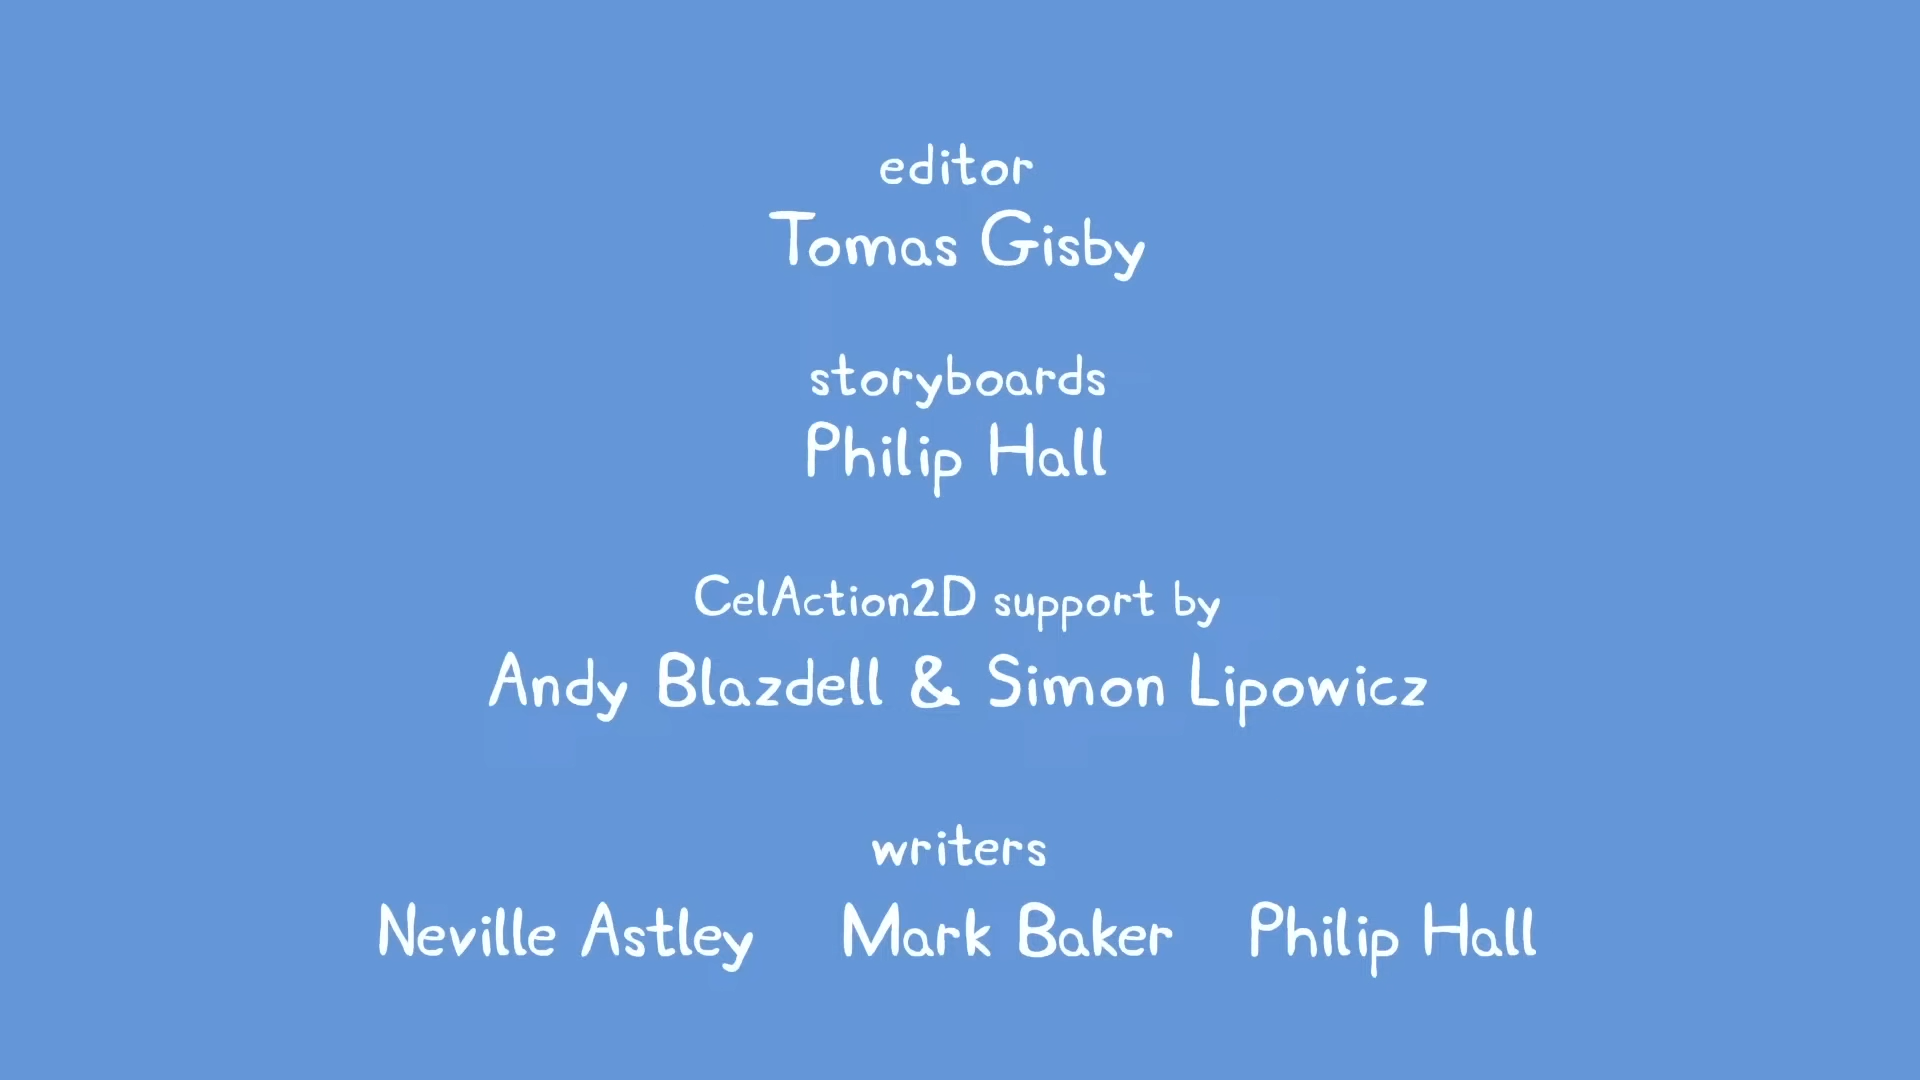 editor
Tomas Gisby
storyboards
Philip Hall
CelAction2D support by
Andy Blazdell & Simon Lipowicz
writers
Neville Astley Mark Baker Philip Hall